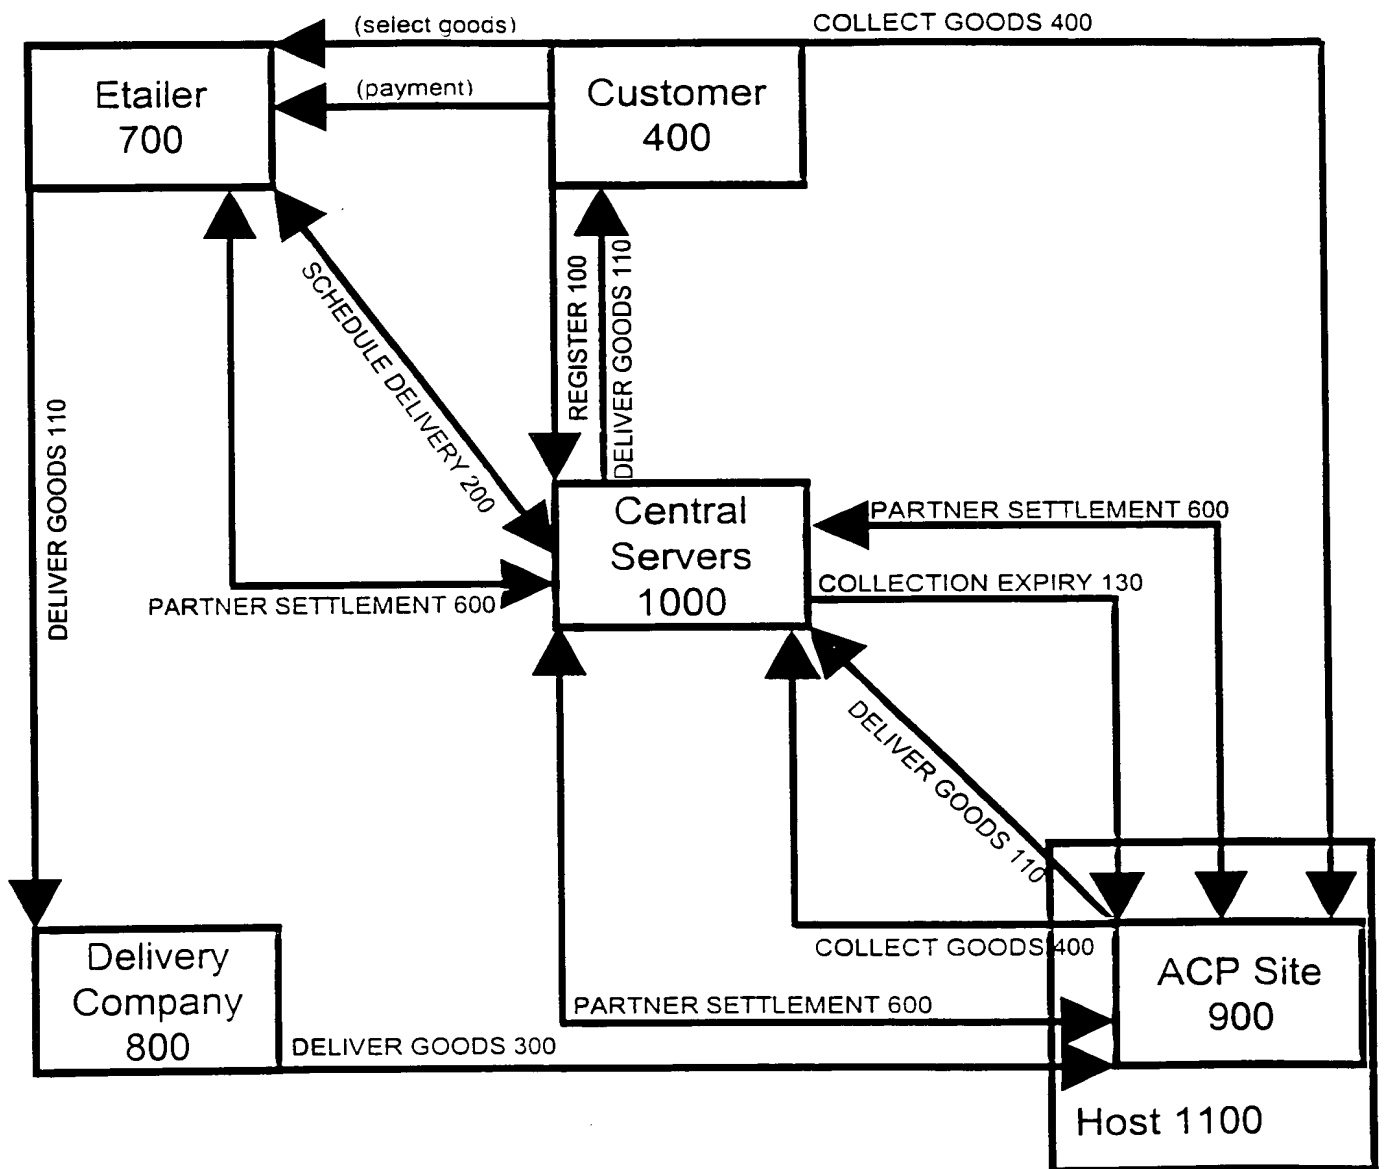 (select goods)
COLLECT GOODS 400
Etailer
700
(payment)
Customer
400
SCHEDULE DELIVERY 200
REGISTER 100
DELIVER GOODS 110
DELIVER GOODS 110
Central
Servers
1000
PARTNER SETTLEMENT 600
COLLECTION EXPIRY 130
PARTNER SETTLEMENT 600
DELIVER GOODS 110
COLLECT GOODS 400
Delivery
Company
800
ACP Site
900
PARTNER SETTLEMENT 600
DELIVER GOODS 300
Host 1100